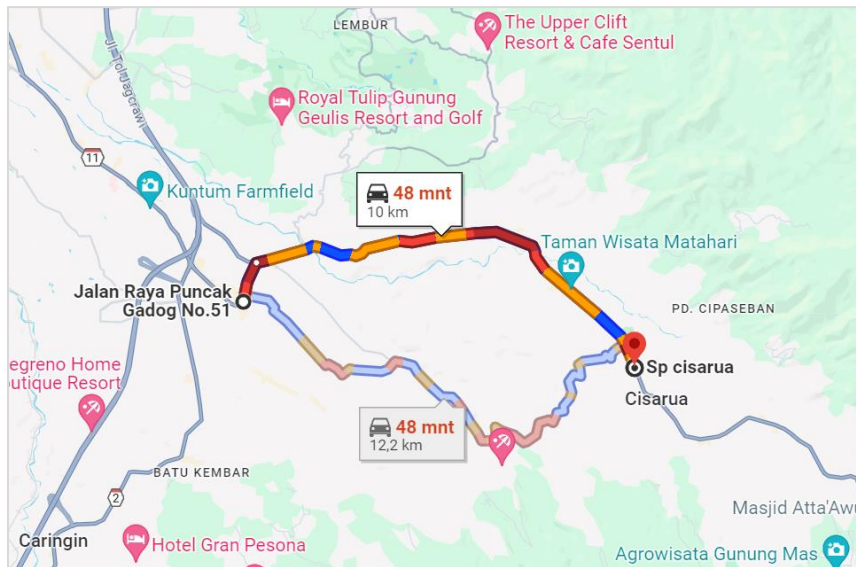 LEMBUR
The Upper Clift
Resort & Cafe Sentul
Jl. Tol Jagorawi
Royal Tulip Gunung
Geulis Resort and Golf
11
Kuntum Farmfield
48 mnt
10 km
Taman Wisata Matahari
Jalan Raya Puncak
Gadog No.51
PD. CIPASEBAN
egreno Home
outique Resort
Sp cisarua
Cisarua
48 mnt
12,2 km
BATU KEMBAR
2
Masjid Atta'Awu
Caringin
Hotel Gran Pesona
Agrowisata Gunung Mas